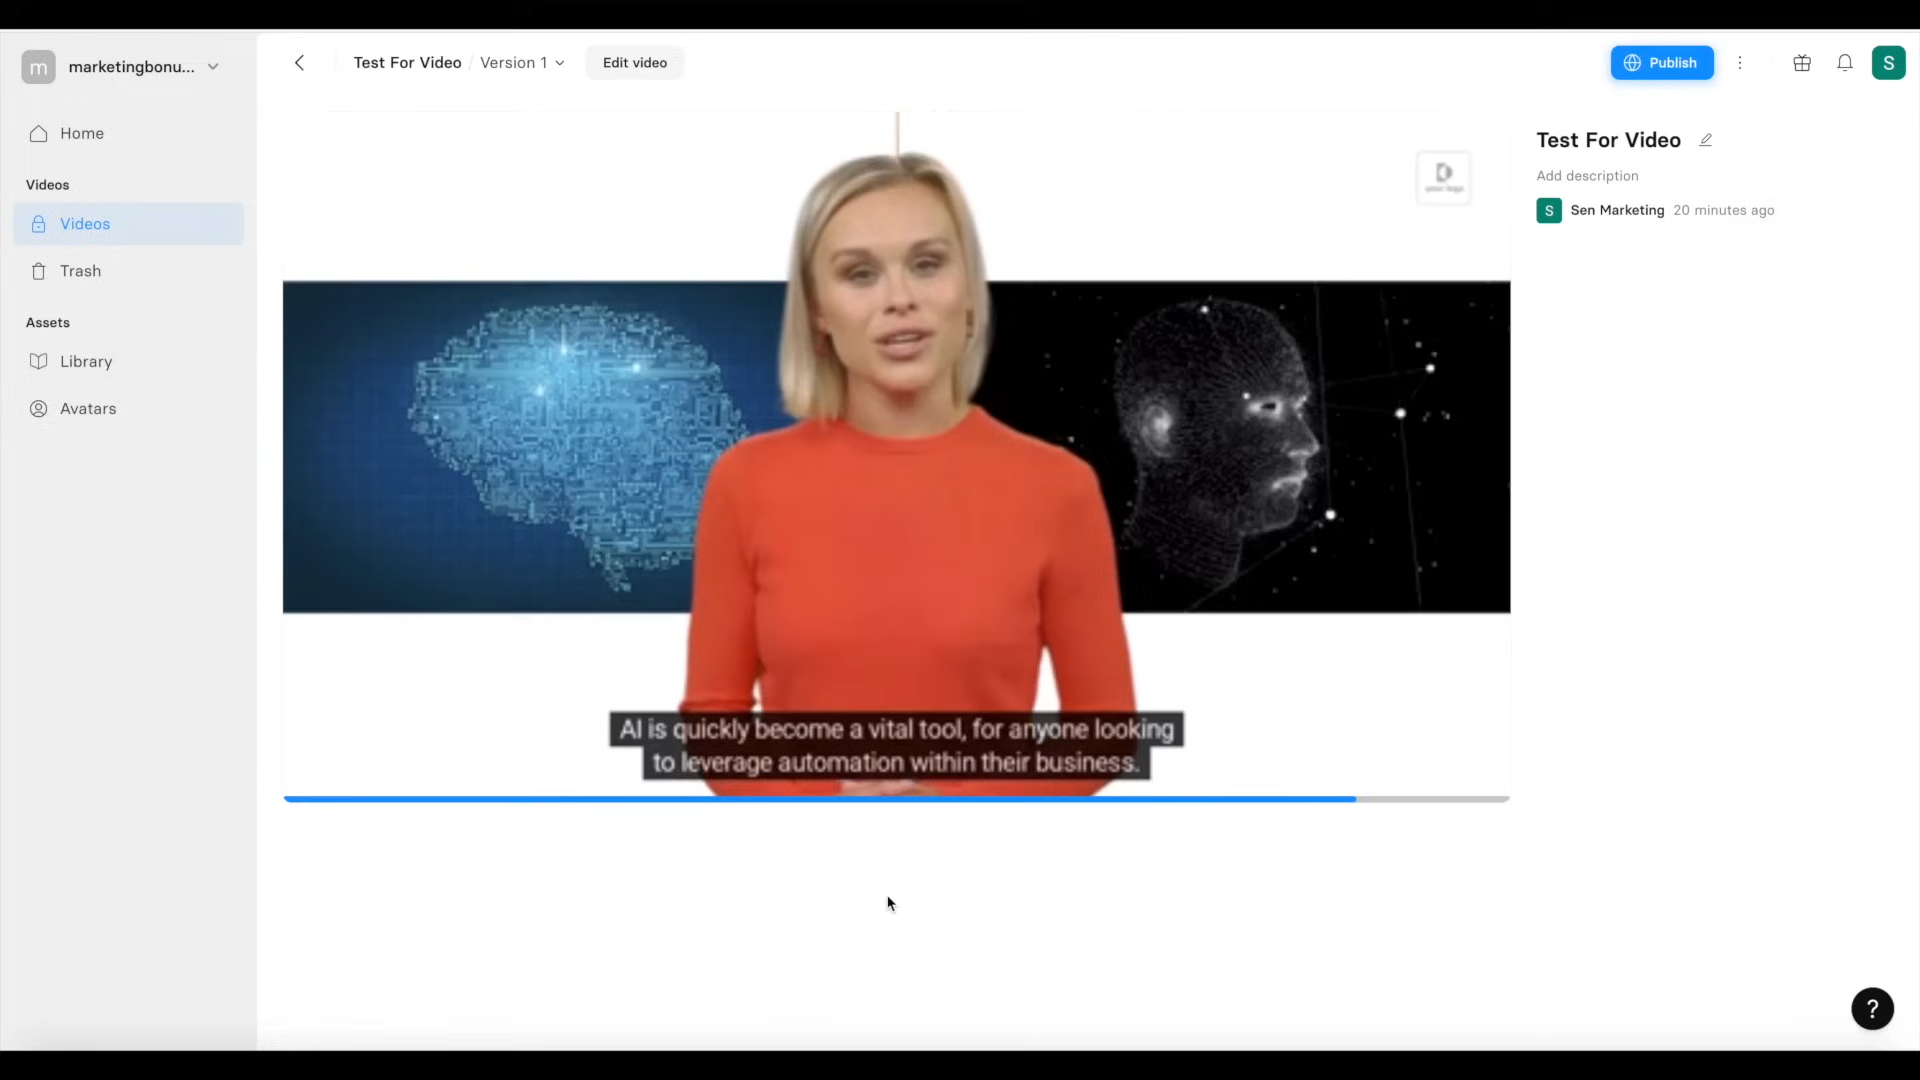 m marketingbonu...
Home
Videos
Videos
Trash
Assets
Library
Avatars
Test For Video / Version 1
Edit video
Publish
S
Test For Video
Add description
S Sen Marketing 20 minutes ago
your logo
AI is quickly become a vital tool, for anyone looking
to leverage automation within their business.
?